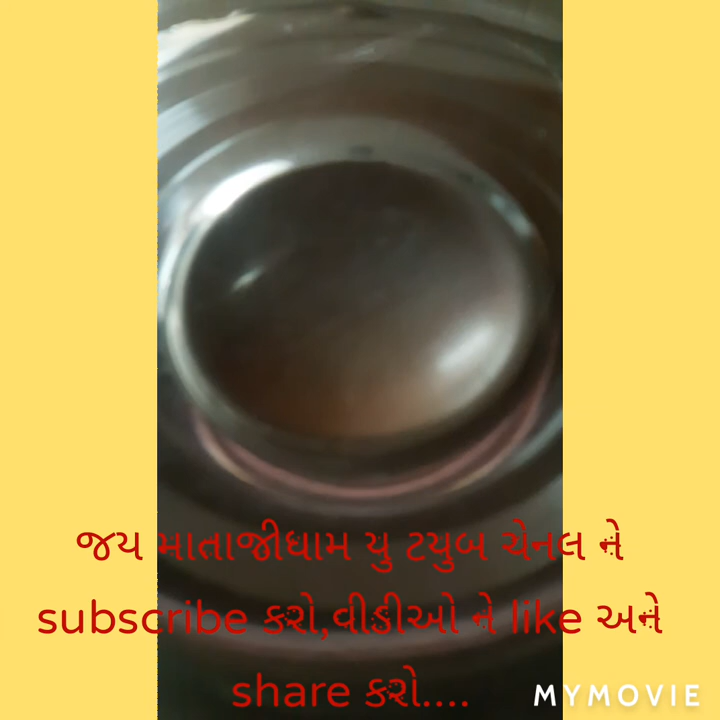 જય માતાજીધામ યુ ટયુબ ચેનલ ને
subscribe કરો,વીડીઓ ને like અને
share કરો....
MYMOVIE